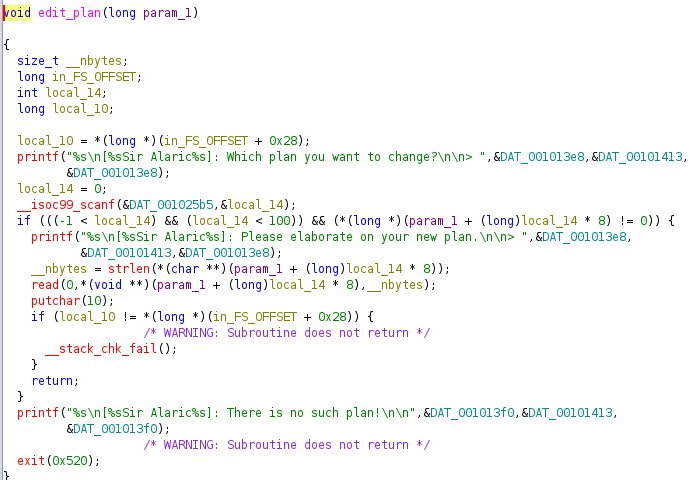 void edit_plan(long param_1)
{
size_t __nbytes;
long in_FS_OFFSET;
int local_14;
long local_10;
local_10 = *(long *)(in_FS_OFFSET + 0x28);
printf("%s\n[%sSir Alaric%s]: Which plan you want to change?\n\n> ",&DAT_001013e8,&DAT_00101413,
&DAT_001013e8);
local_14 = 0;
__isoc99_scanf(&DAT_001025b5,&local_14);
if (((-1 < local_14) && (local_14 < 100)) && (*(long *)(param_1 + (long)local_14 * 8) != 0)) {
printf("%s\n[%sSir Alaric%s]: Please elaborate on your new plan.\n\n> ",&DAT_001013e8,
&DAT_00101413,&DAT_001013e8);
__nbytes = strlen(*(char **)(param_1 + (long)local_14 * 8));
read(0,*(void **)(param_1 + (long)local_14 * 8),__nbytes);
putchar(10);
if (local_10 != *(long *)(in_FS_OFFSET + 0x28)) {
/* WARNING: Subroutine does not return */
__stack_chk_fail();
}
return;
}
printf("%s\n[%sSir Alaric%s]: There is no such plan!\n\n",&DAT_001013f0,&DAT_00101413,
&DAT_001013f0);
/* WARNING: Subroutine does not return */
exit(0x520);
}